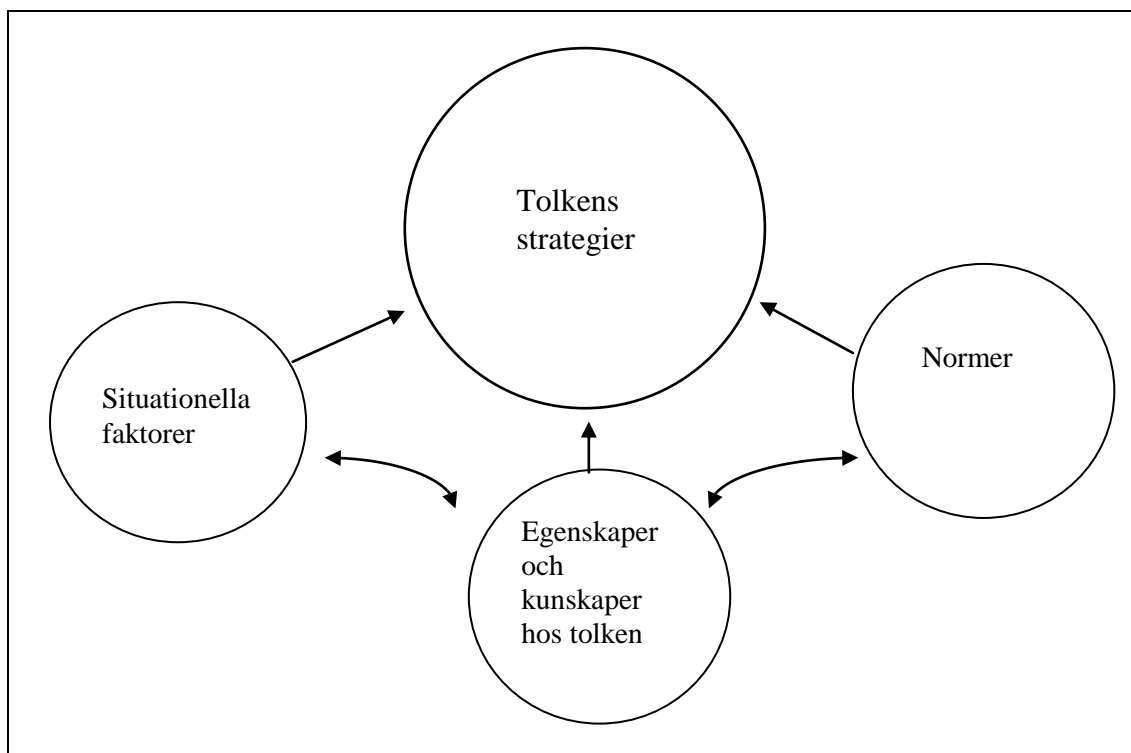 Tolkens
strategier
Normer
Situationella
faktorer
Egenskaper
och
kunskaper
hos tolken